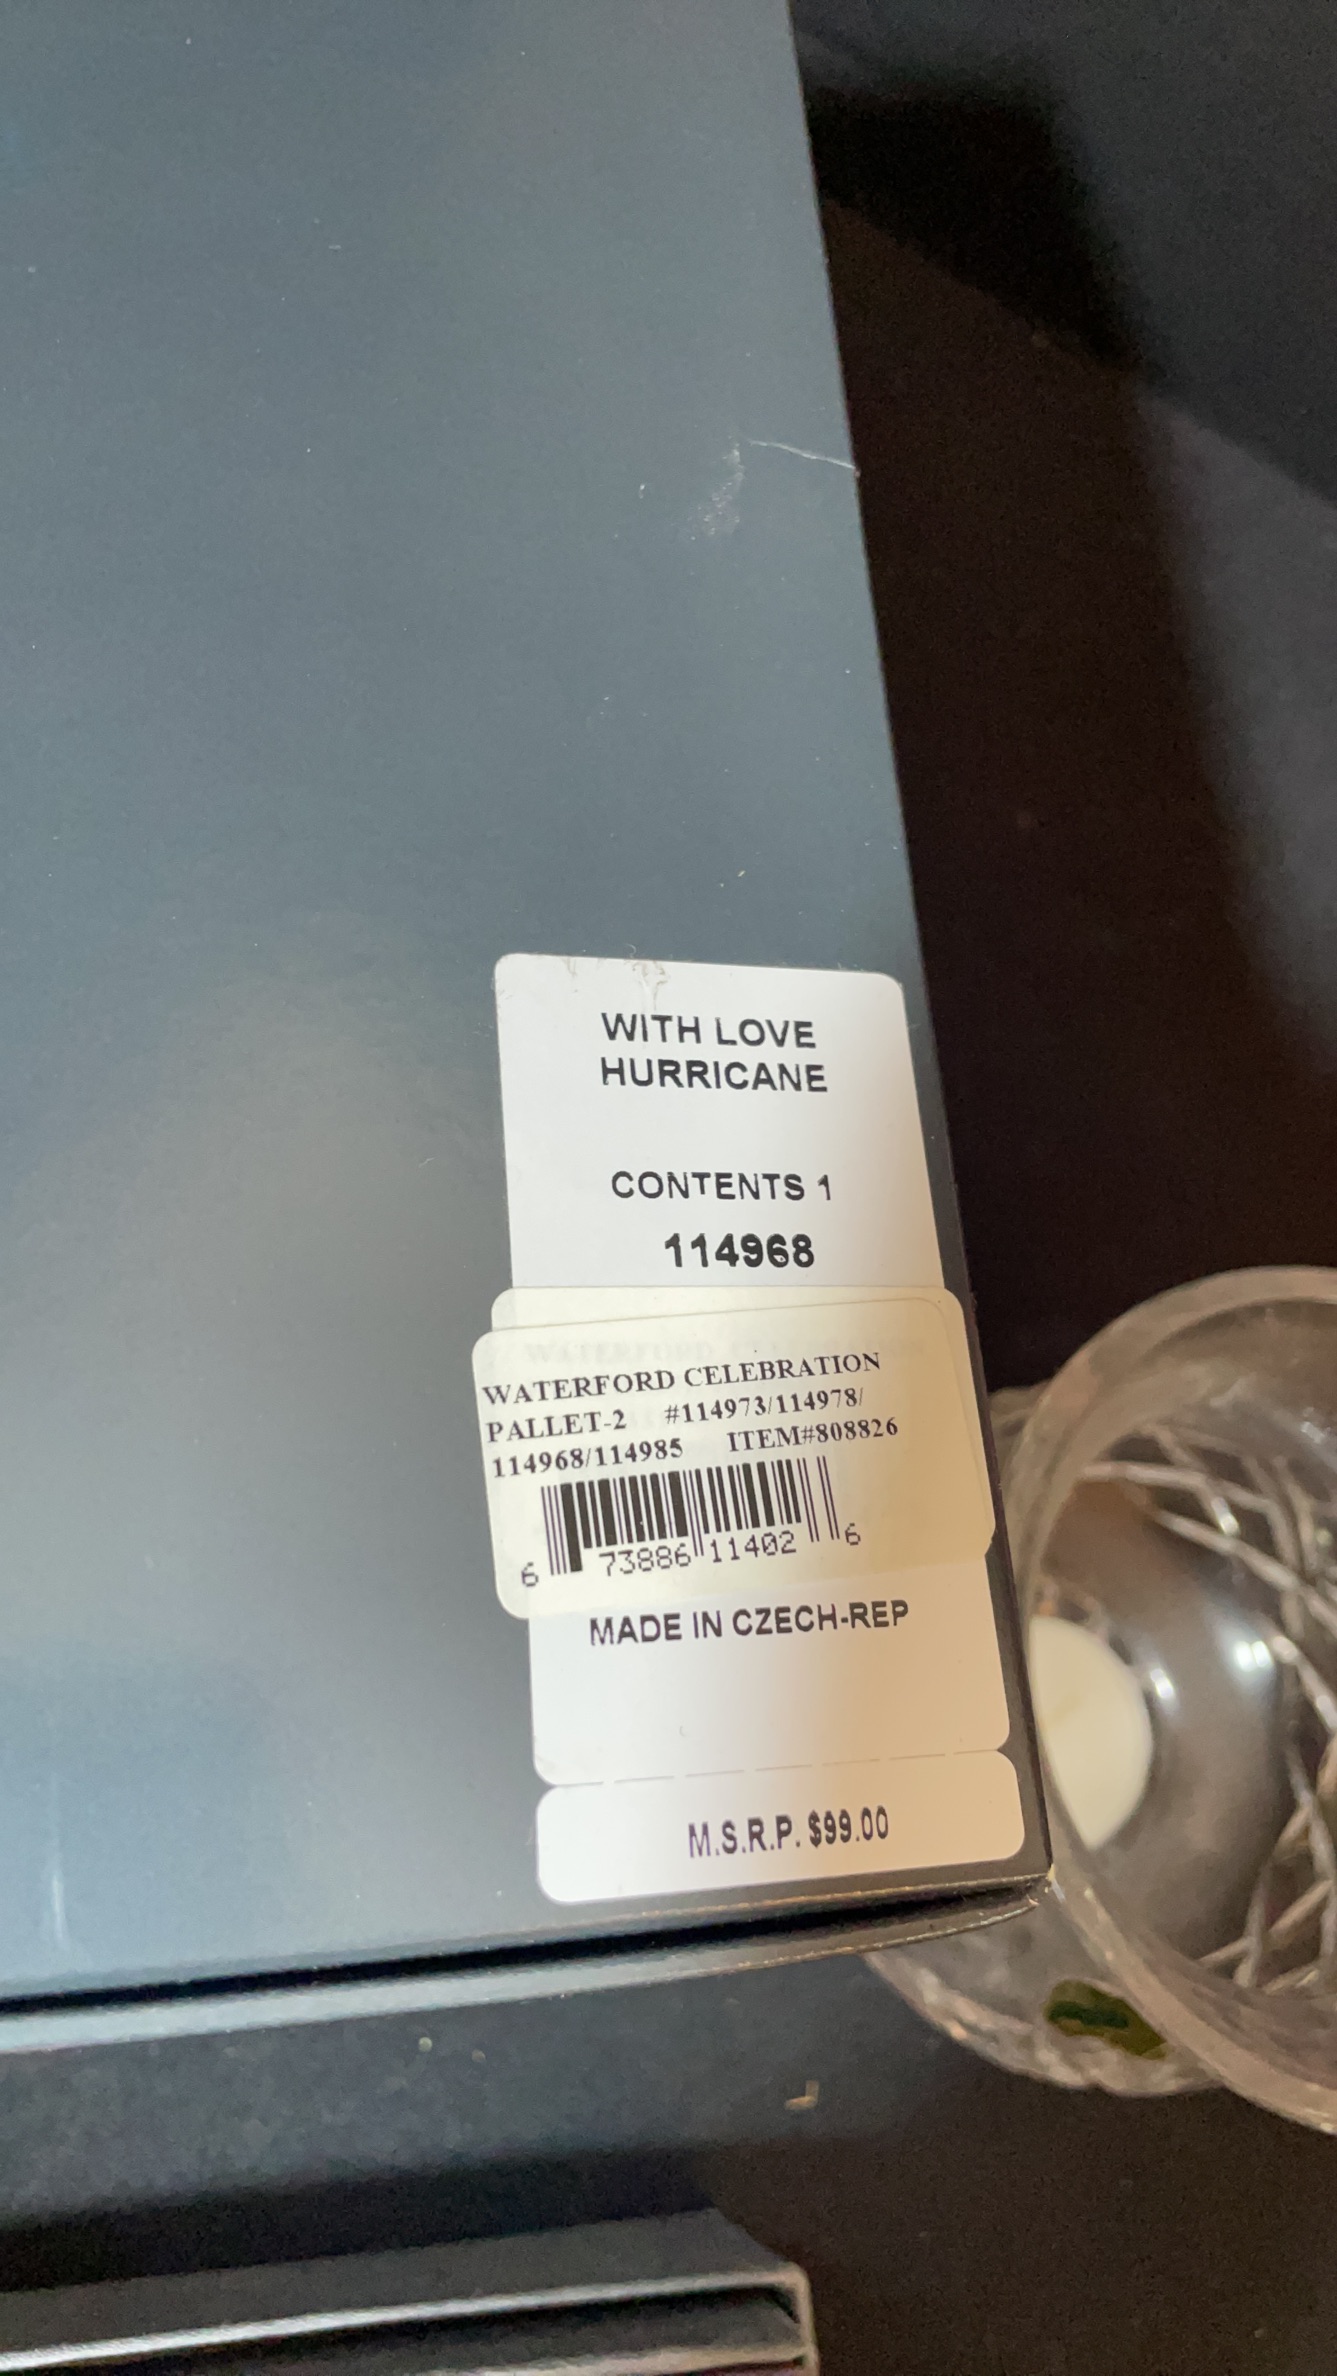 WITH LOVE
HURRICANE
CONTENTS 1
114968
WATERFORD CELEBRATION
PALLET-2 #114973/114978/
114968/114985 ITEM#808826
6 73886 11402 6
MADE IN CZECH-REP
M.S.R.P. $99.00